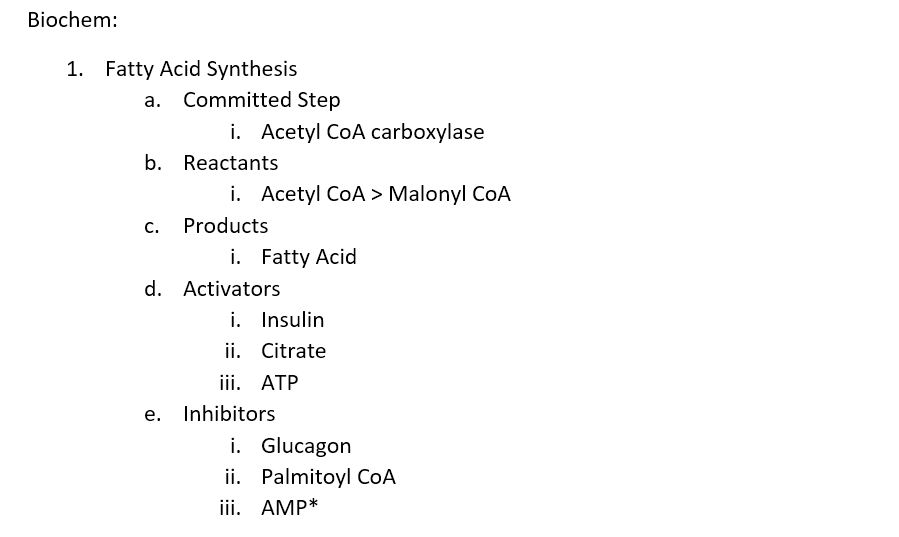 Biochem:
1. Fatty Acid Synthesis
a. Committed Step
i. Acetyl CoA carboxylase
b. Reactants
i. Acetyl CoA > Malonyl CoA
c. Products
i. Fatty Acid
d. Activators
i. Insulin
ii. Citrate
iii. ATP
e. Inhibitors
i. Glucagon
ii. Palmitoyl CoA
iii. AMP*